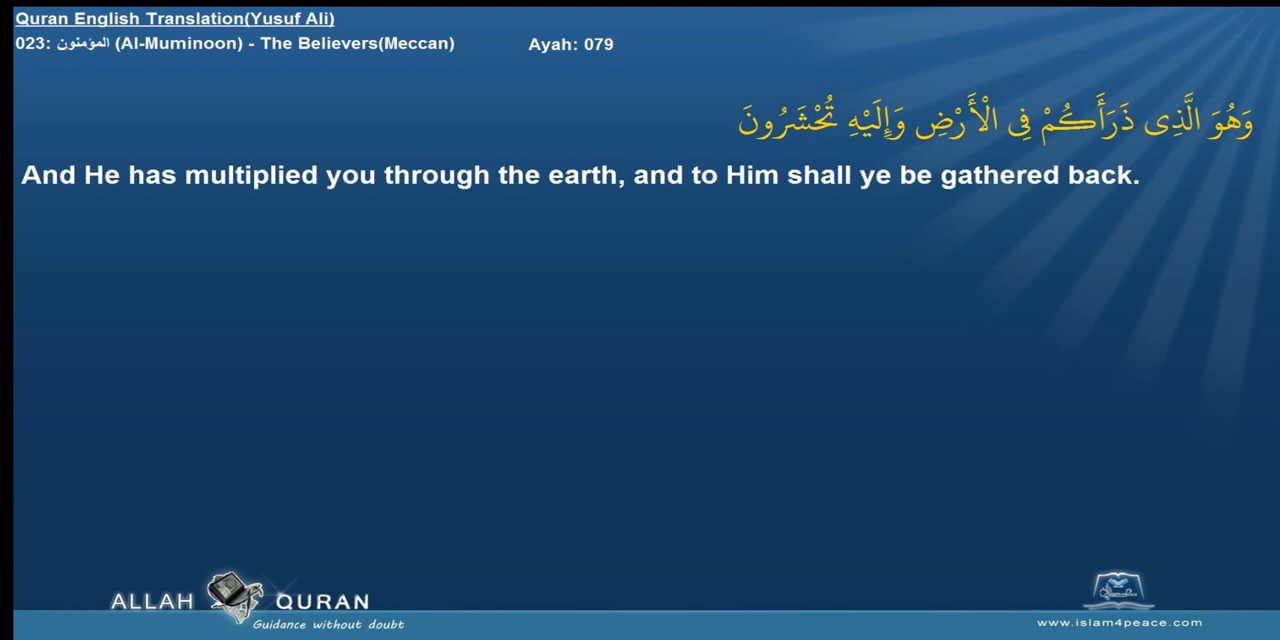 Quran English Translation(Yusuf Ali)
023: المؤمنون (Al-Muminoon) - The Believers(Meccan) Ayah: 079
وَهُوَ الَّذِى ذَرَأَكُمْ فِى الْأَرْضِ وَإِلَيْهِ تُحْشَرُونَ
And He has multiplied you through the earth, and to Him shall ye be gathered back.
ALLAH QURAN
Guidance without doubt
www.islam4peace.com